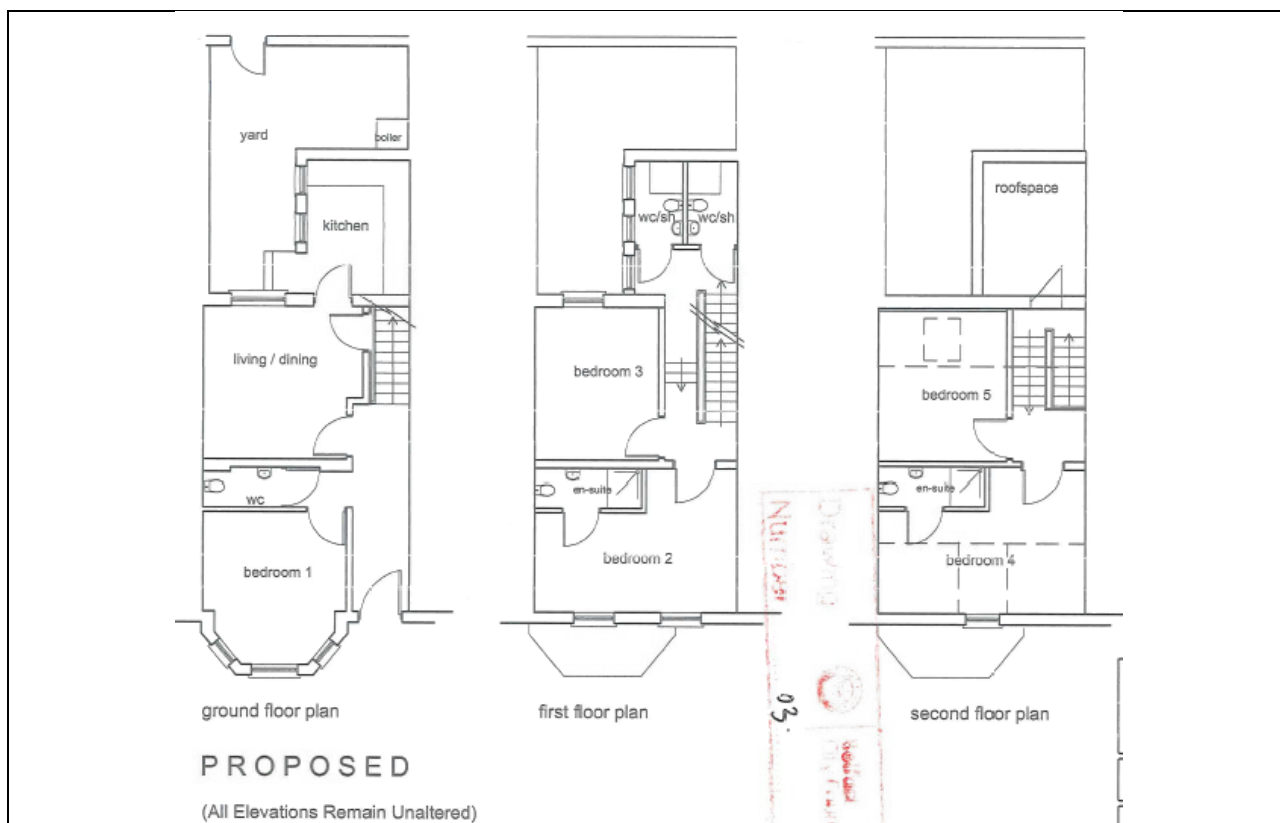 yard
boiler
kitchen
living / dining
wc
bedroom 1
ground floor plan
PROPOSED
(All Elevations Remain Unaltered)
wc/sh
wc/sh
bedroom 3
en-suite
bedroom 2
first floor plan
Drawing
Number
03.
roofspace
bedroom 5
en-suite
bedroom 4
second floor plan